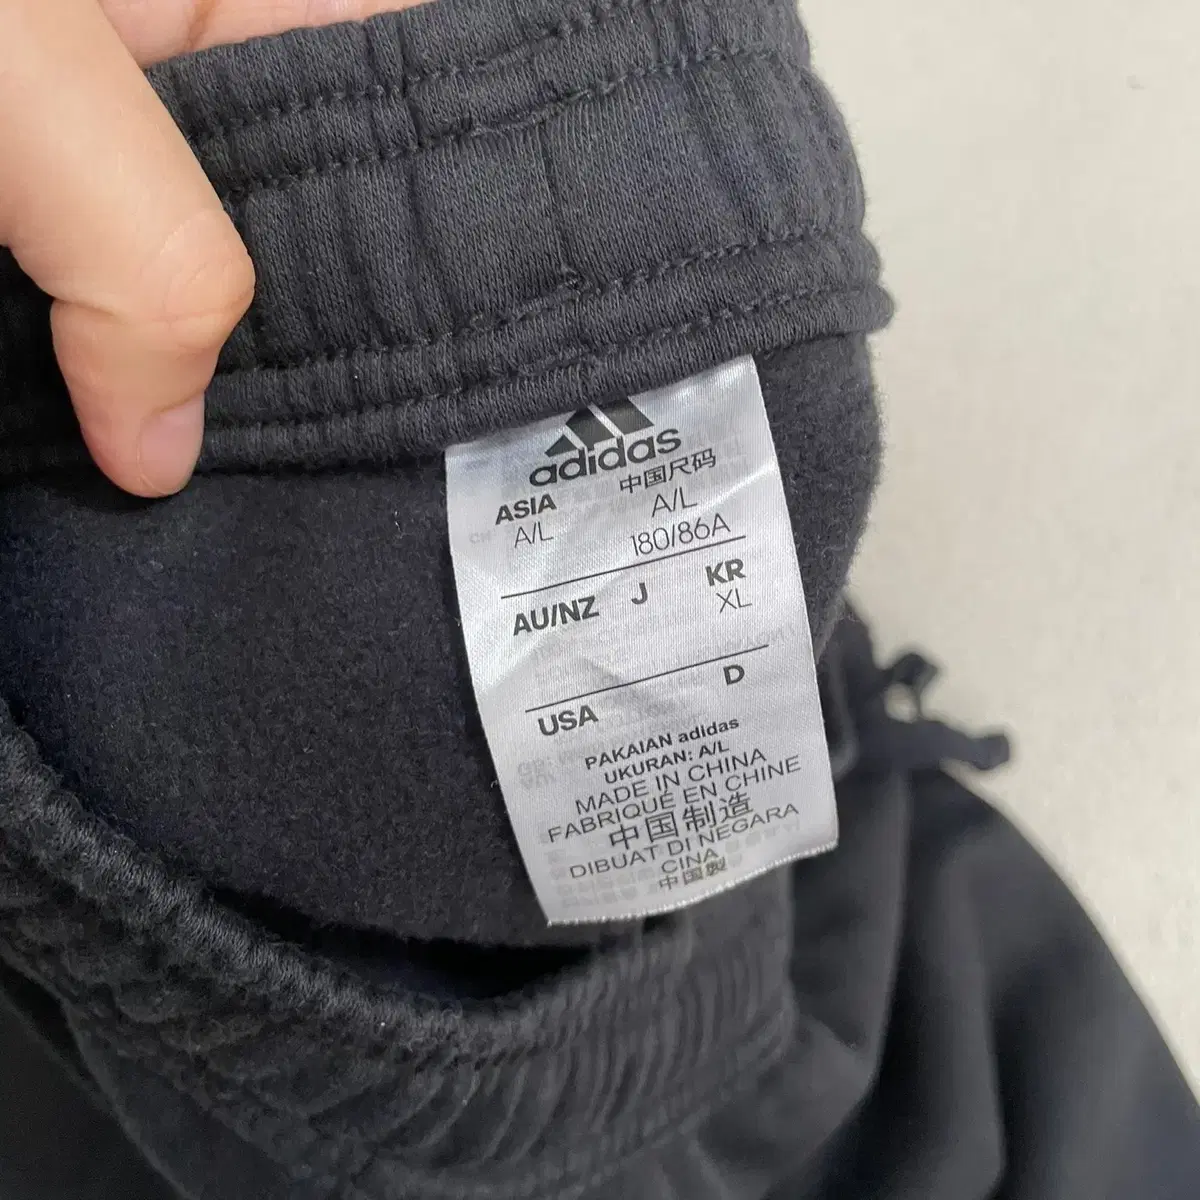 adidas
ASIA 中国尺码
A/L A/L
180/86A
AU/NZ J KR
XL
USA D
PAKAIAN adidas
UKURAN: A/L
MADE IN CHINA
FABRIQUÉ EN CHINE
中国制造
DIBUAT DI NEGARA
CINA
中国製